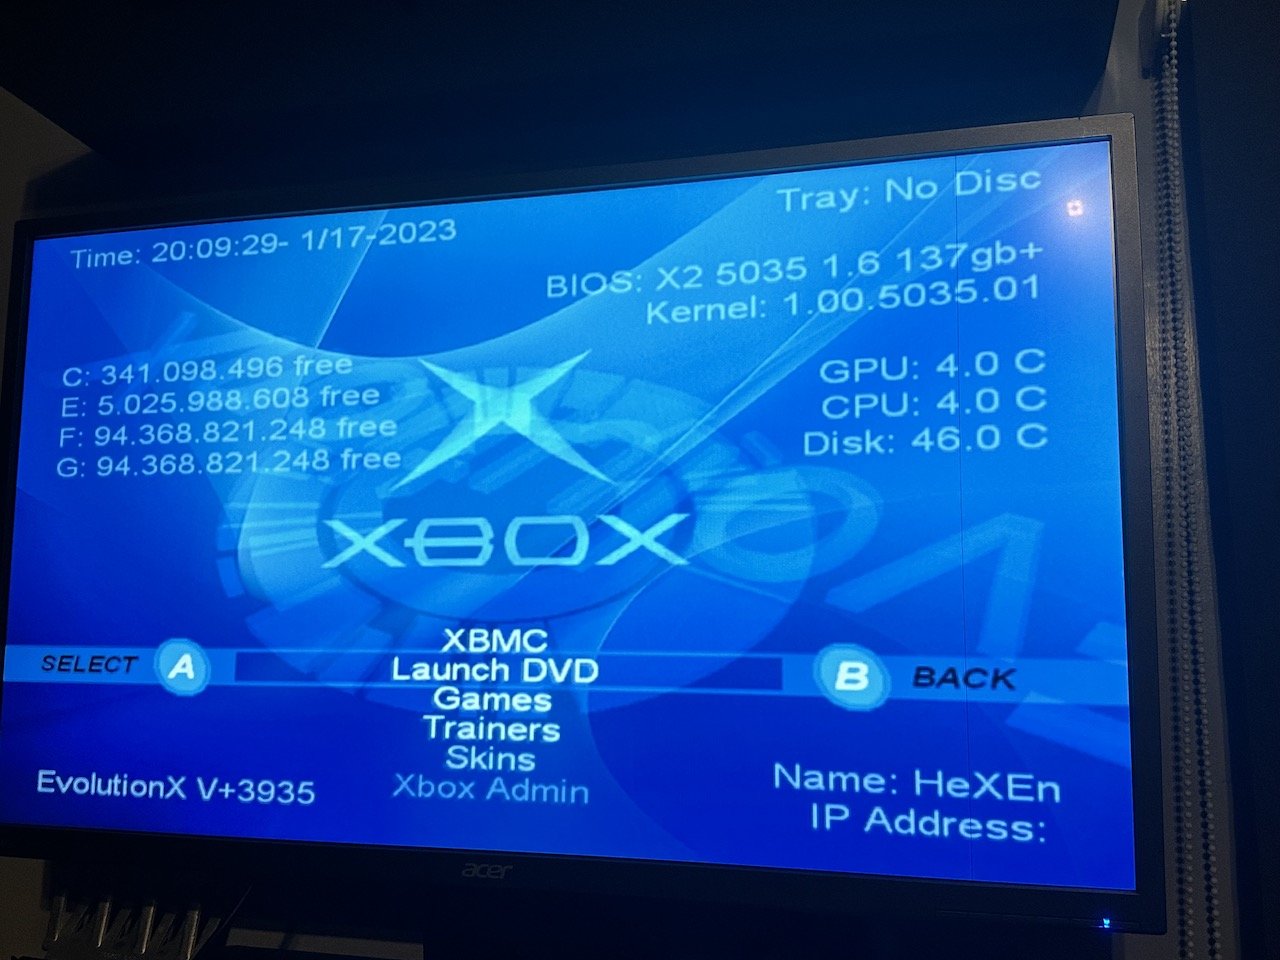 Tray: No Disc
Time: 20:09:29- 1/17-2023
BIOS: X2 5035 1.6 137gb+
Kernel: 1.00.5035.01
C: 341.098.496 free
E: 5.025.988.608 free
F: 94.368.821.248 free
G: 94.368.821.248 free
GPU: 4.0 C
CPU: 4.0 C
Disk: 46.0 C
XBOX
XBMC
SELECT A
Launch DVD
B BACK
Games
Trainers
Skins
Xbox Admin
EvolutionX V+3935
Name: HeXEn
IP Address:
acer